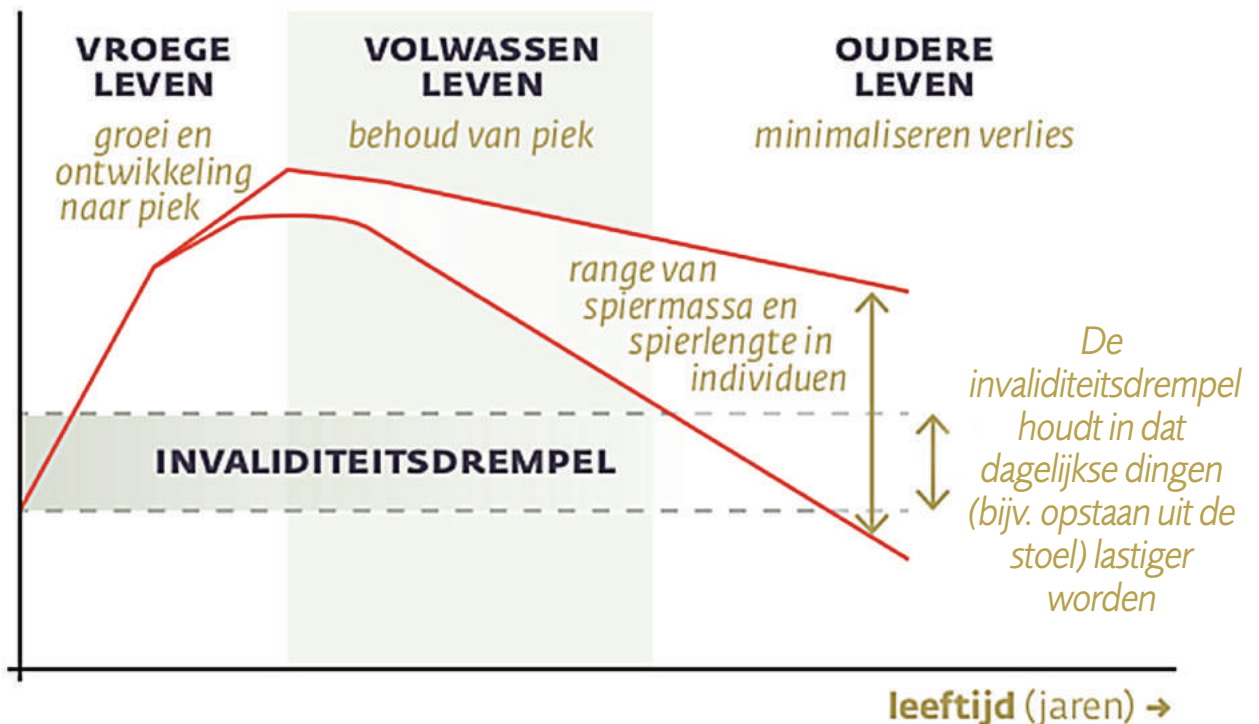 VROEGE
LEVEN
groei en
ontwikkeling
naar piek
VOLWASSEN
LEVEN
behoud van piek
OUDERE
LEVEN
minimaliseren verlies
range van
spiermassa en
spierlengte in
individuen
INVALIDITEITSDREMPEL
De
invaliditeitsdrempel
houdt in dat
dagelijkse dingen
(bijv. opstaan uit de
stoel) lastiger
worden
leeftijd (jaren) →